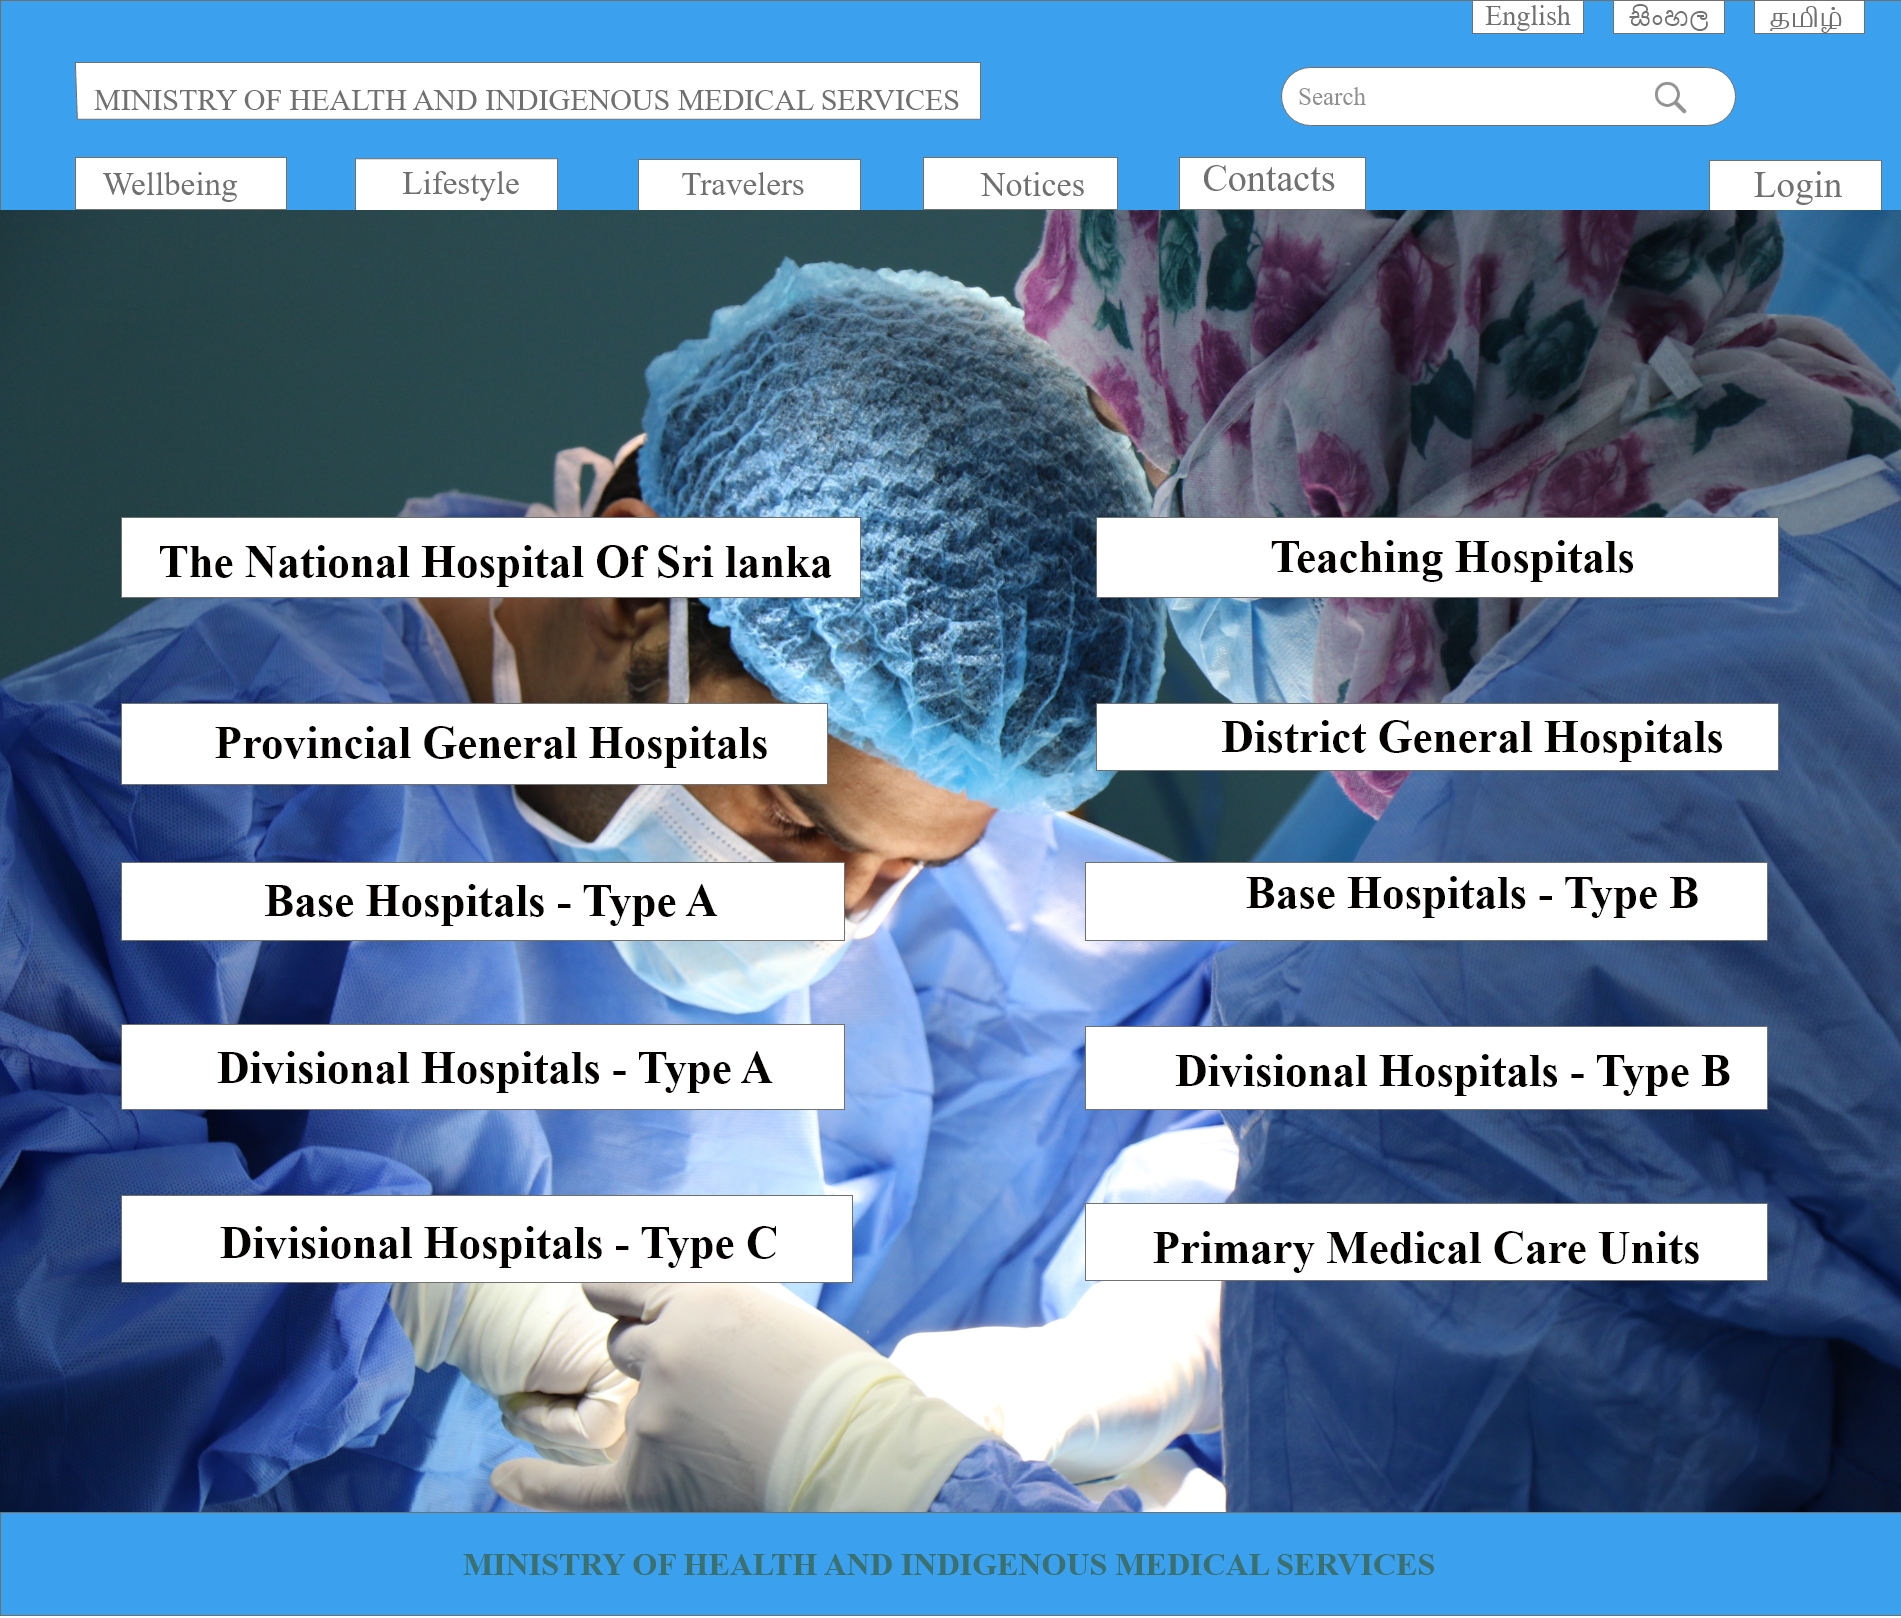 English සිංහල தமிழ்
MINISTRY OF HEALTH AND INDIGENOUS MEDICAL SERVICES
Search
Wellbeing Lifestyle Travelers Notices Contacts Login
The National Hospital Of Sri lanka
Teaching Hospitals
Provincial General Hospitals
District General Hospitals
Base Hospitals - Type A
Base Hospitals - Type B
Divisional Hospitals - Type A
Divisional Hospitals - Type B
Divisional Hospitals - Type C
Primary Medical Care Units
MINISTRY OF HEALTH AND INDIGENOUS MEDICAL SERVICES